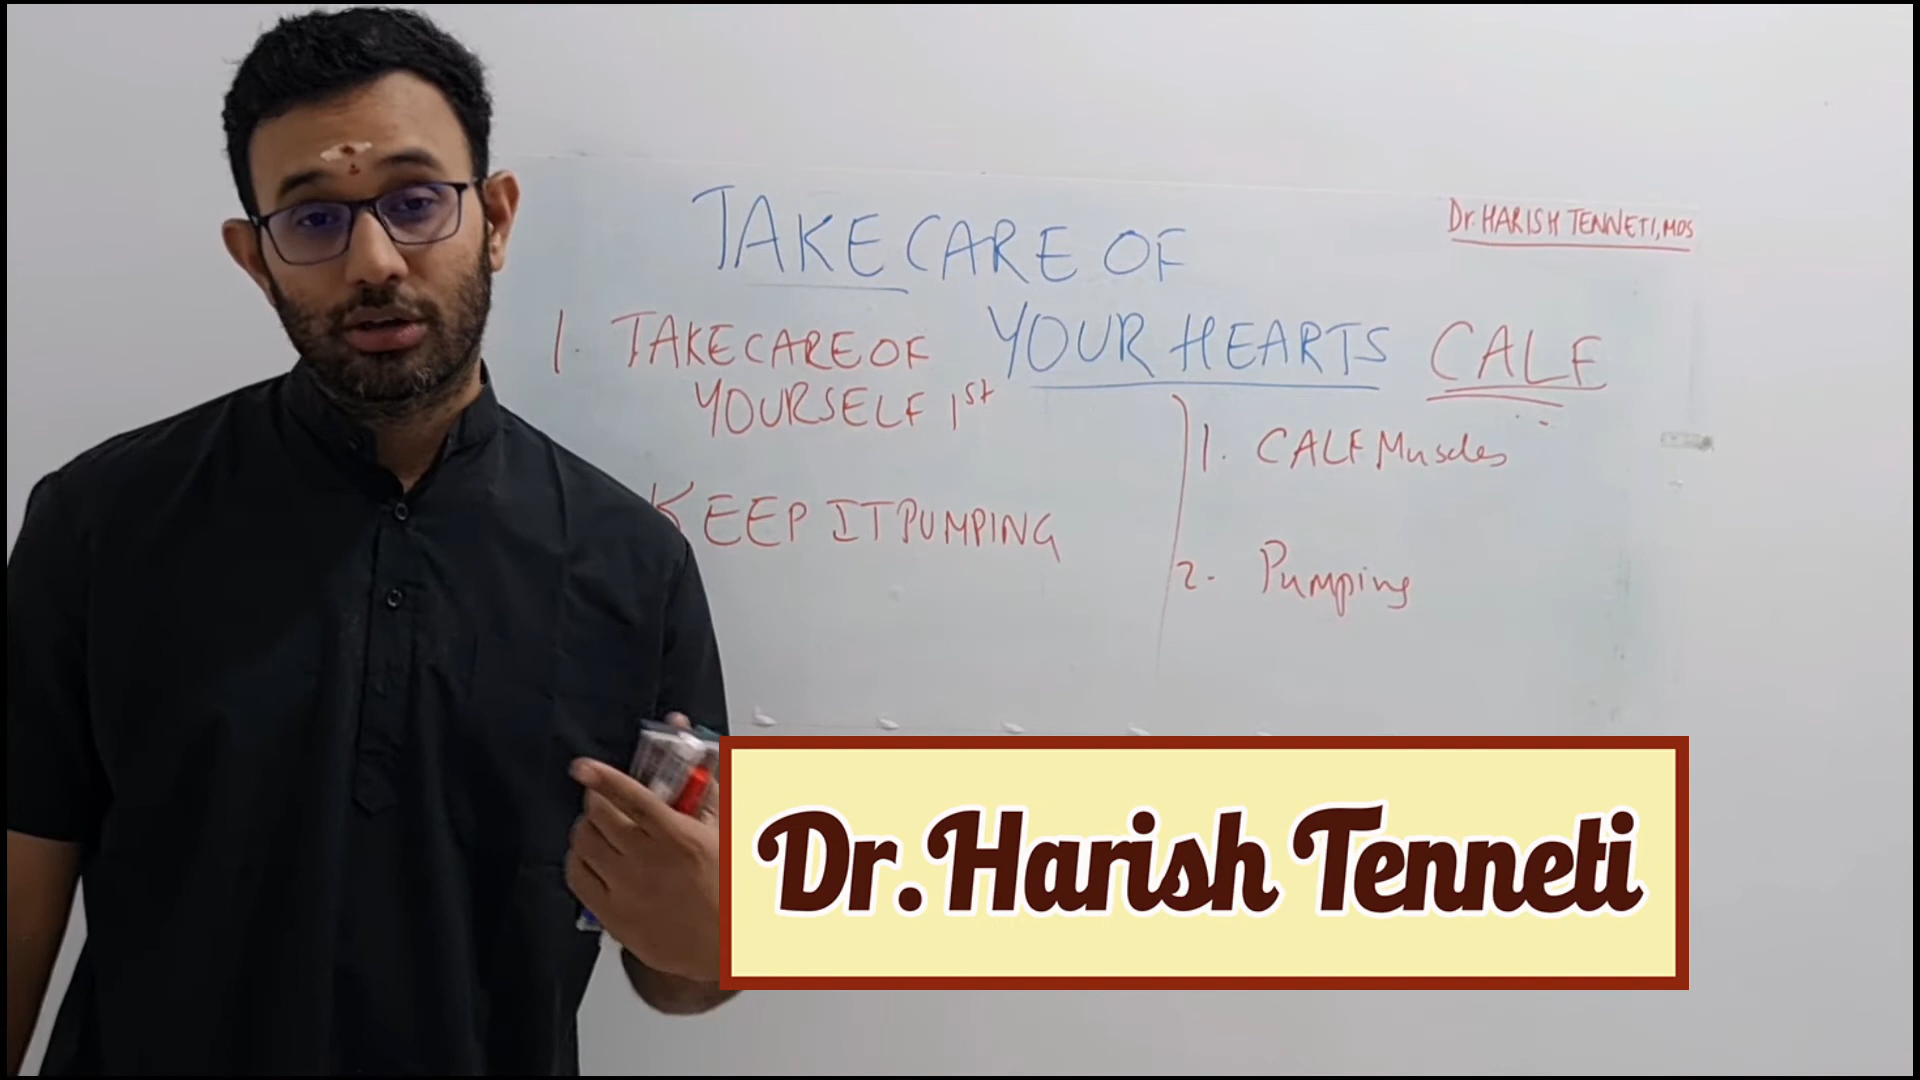 TAKE CARE OF
Dr. HARISH TENNETI, MDS
YOUR HEARTS CALF
1. TAKE CARE OF
YOURSELF 1st
KEEP IT PUMPING
1. CALF Muscles
2. Pumping
Dr. Harish Tenneti